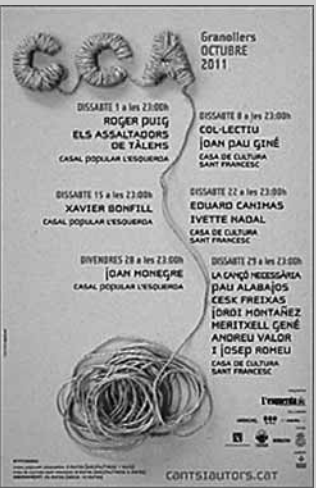 CCA
Granollers
OCTUBRE
2011
DISSABTE 1 a les 23:00h
ROGER PUIG
ELS ASSALTADORS
DE TÀLEMS
CASAL POPULAR L'ESQUERDA
DISSABTE 8 a les 23:00h
COL·LECTIU
JOAN PAU GINÉ
CASA DE CULTURA
SANT FRANCESC
DISSABTE 15 a les 23:00h
XAVIER BONFILL
CASAL POPULAR L'ESQUERDA
DISSABTE 22 a les 23:00h
EDUARD CANIMAS
IVETTE NADAL
CASA DE CULTURA
SANT FRANCESC
DIVENDRES 28 a les 23:00h
JOAN MONEGRE
CASAL POPULAR L'ESQUERDA
DISSABTE 29 a les 23:00h
LA CANÇÓ NECESSÀRIA
PAU ALABAJOS
CESK FREIXAS
JORDI MONTAÑEZ
MERITXELL GENÉ
ANDREU VALOR
I JOSEP ROMEU
CASA DE CULTURA
SANT FRANCESC
CANTSIAUTORS.CAT